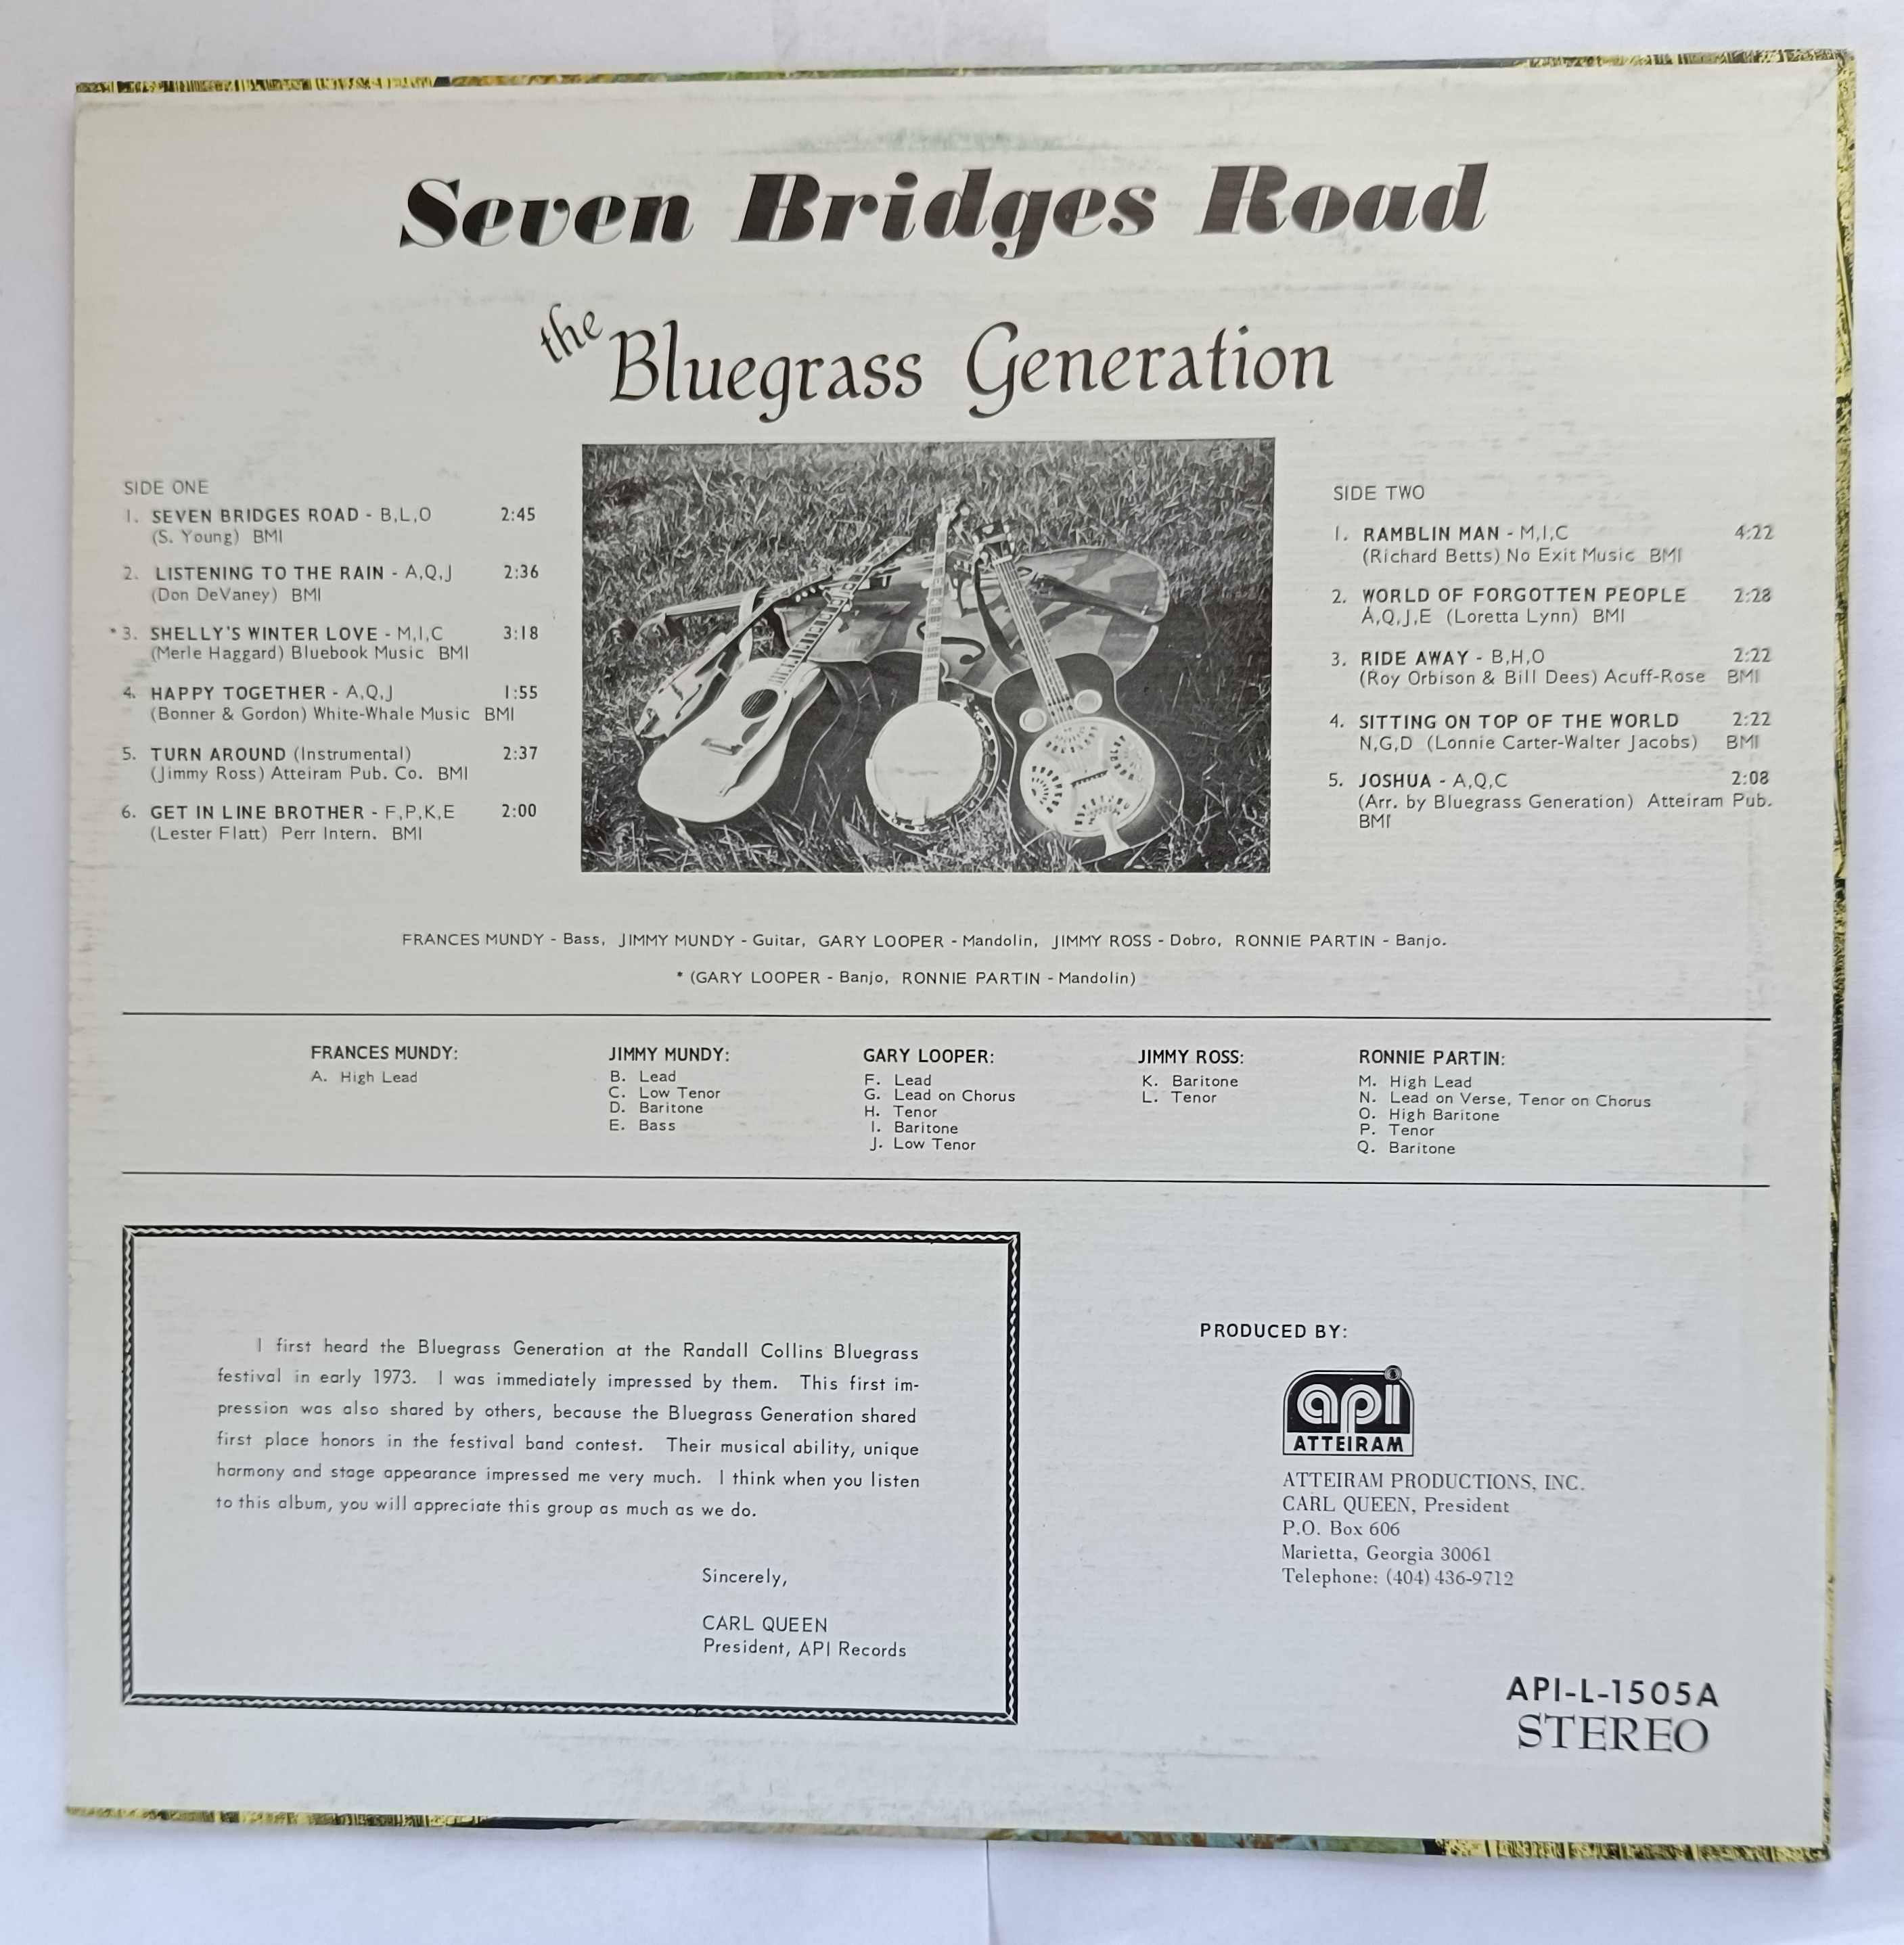 Seven Bridges Road
the Bluegrass Generation
SIDE ONE
1. SEVEN BRIDGES ROAD - B,L,O 2:45
(S. Young) BMI
2. LISTENING TO THE RAIN - A,Q,J 2:36
(Don DeVaney) BMI
* 3. SHELLY'S WINTER LOVE - M,I,C 3:18
(Merle Haggard) Bluebook Music BMI
4. HAPPY TOGETHER - A,Q,J 1:55
(Bonner & Gordon) White-Whale Music BMI
5. TURN AROUND (Instrumental) 2:37
(Jimmy Ross) Atteiram Pub. Co. BMI
6. GET IN LINE BROTHER - F,P,K,E 2:00
(Lester Flatt) Perr Intern. BMI
SIDE TWO
1. RAMBLIN MAN - M,I,C 4:22
(Richard Betts) No Exit Music BMI
2. WORLD OF FORGOTTEN PEOPLE 2:28
A,Q,J,E (Loretta Lynn) BMI
3. RIDE AWAY - B,H,O 2:22
(Roy Orbison & Bill Dees) Acuff-Rose BMI
4. SITTING ON TOP OF THE WORLD 2:22
N,G,D (Lonnie Carter-Walter Jacobs) BMI
5. JOSHUA - A,Q,C 2:08
(Arr. by Bluegrass Generation) Atteiram Pub.
BMI
FRANCES MUNDY - Bass, JIMMY MUNDY - Guitar, GARY LOOPER - Mandolin, JIMMY ROSS - Dobro, RONNIE PARTIN - Banjo.
* (GARY LOOPER - Banjo, RONNIE PARTIN - Mandolin)
FRANCES MUNDY:
A. High Lead
JIMMY MUNDY:
B. Lead
C. Low Tenor
D. Baritone
E. Bass
GARY LOOPER:
F. Lead
G. Lead on Chorus
H. Tenor
I. Baritone
J. Low Tenor
JIMMY ROSS:
K. Baritone
L. Tenor
RONNIE PARTIN:
M. High Lead
N. Lead on Verse, Tenor on Chorus
O. High Baritone
P. Tenor
Q. Baritone
I first heard the Bluegrass Generation at the Randall Collins Bluegrass
festival in early 1973. I was immediately impressed by them. This first im-
pression was also shared by others, because the Bluegrass Generation shared
first place honors in the festival band contest. Their musical ability, unique
harmony and stage appearance impressed me very much. I think when you listen
to this album, you will appreciate this group as much as we do.
Sincerely,
CARL QUEEN
President, API Records
PRODUCED BY:
api
ATTEIRAM
ATTEIRAM PRODUCTIONS, INC.
CARL QUEEN, President
P.O. Box 606
Marietta, Georgia 30061
Telephone: (404) 436-9712
API-L-1505A
STEREO